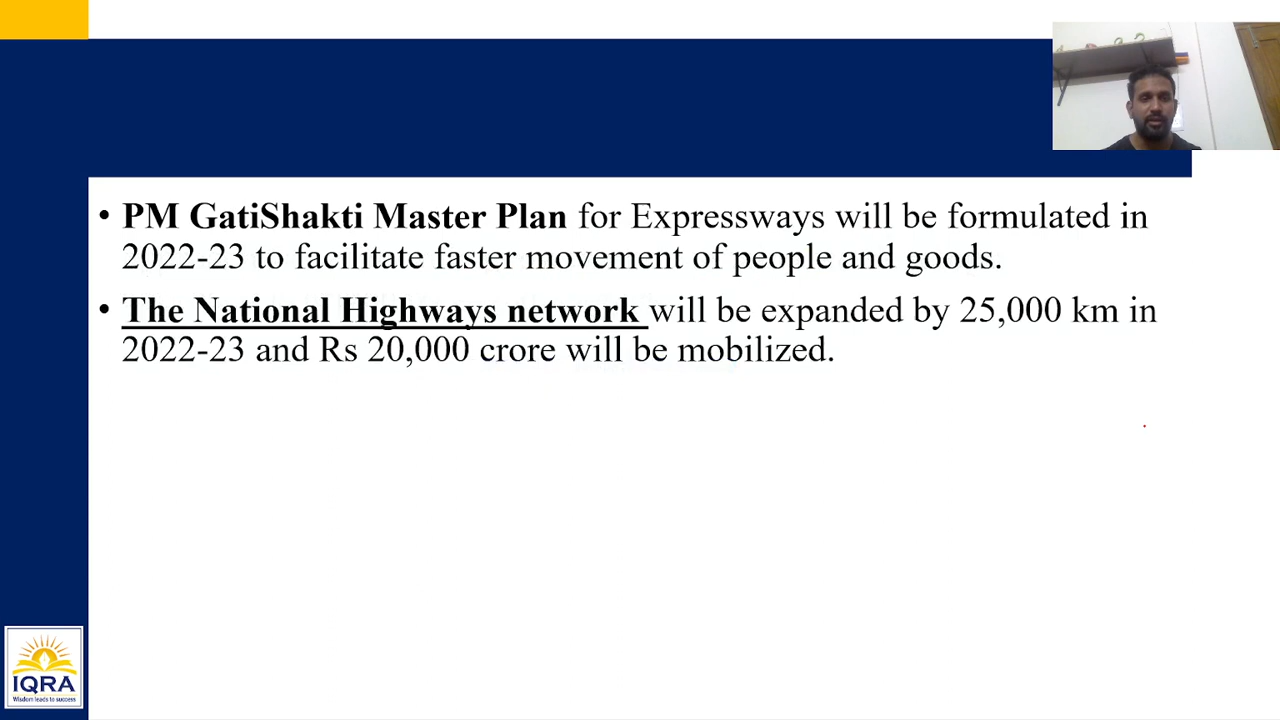 • PM GatiShakti Master Plan for Expressways will be formulated in
2022-23 to facilitate faster movement of people and goods.
• The National Highways network will be expanded by 25,000 km in
2022-23 and Rs 20,000 crore will be mobilized.
IQRA
Wisdom leads to success